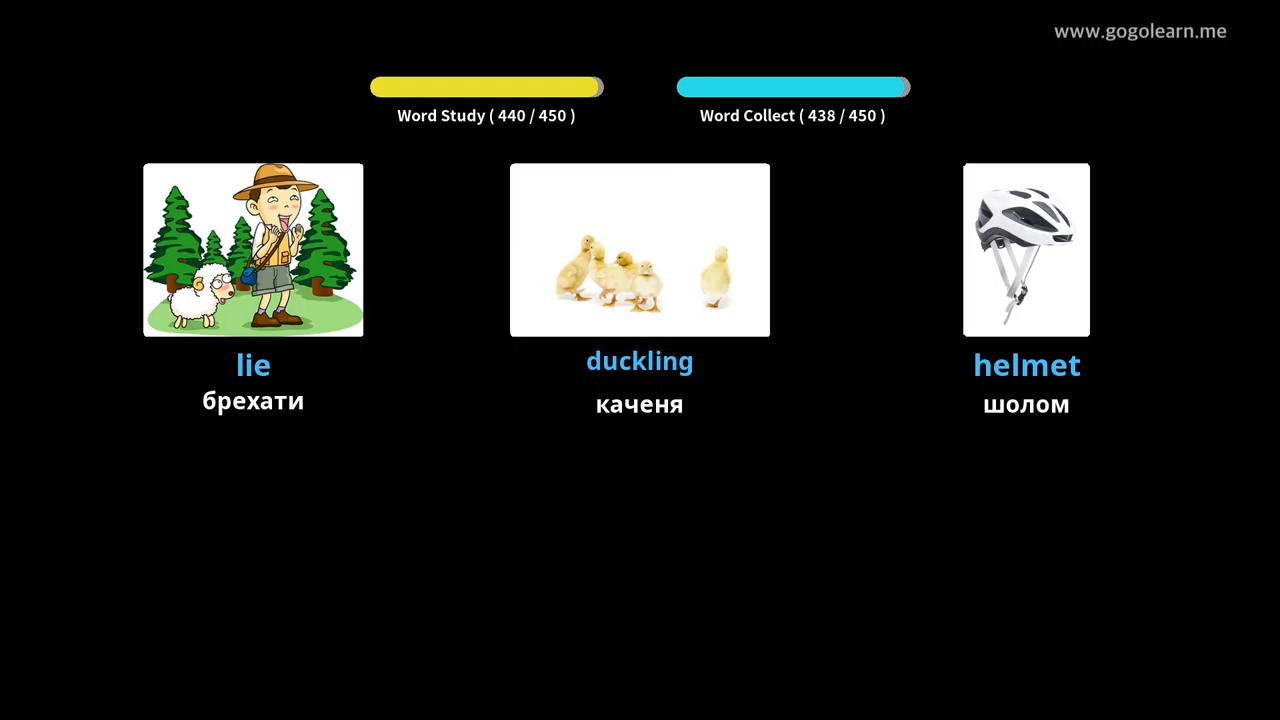 www.gogolearn.me
Word Study ( 440 / 450 )
Word Collect ( 438 / 450 )
lie
брехати
duckling
каченя
helmet
шолом